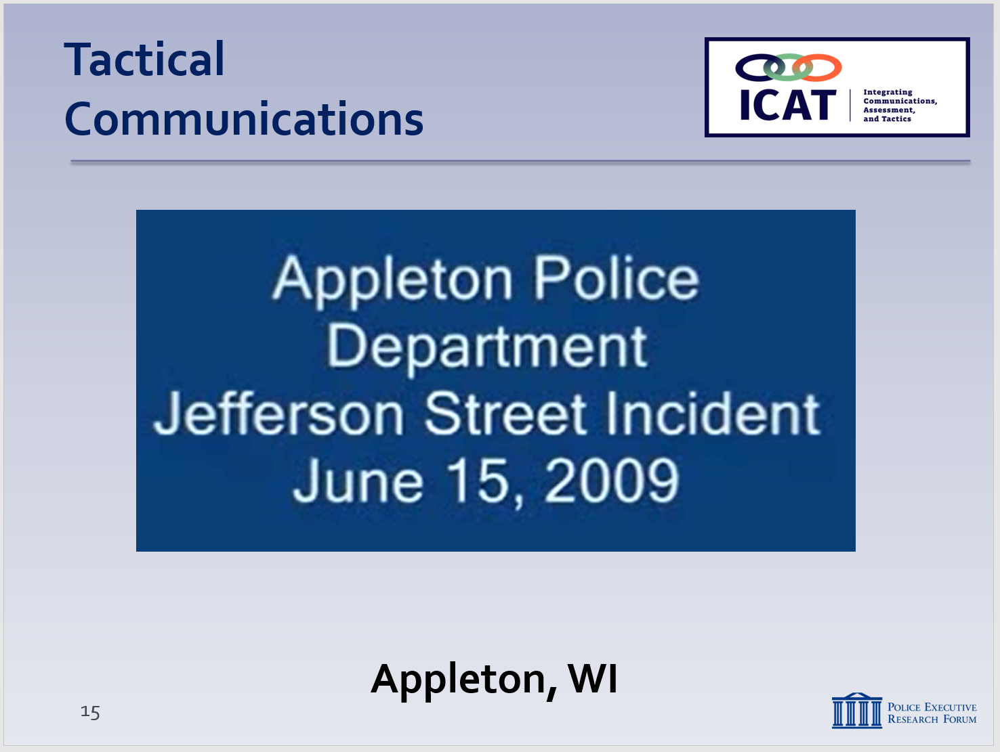 Tactical
Communications
ICAT
Integrating
Communications,
Assessment,
and Tactics
Appleton Police
Department
Jefferson Street Incident
June 15, 2009
Appleton, WI
15
POLICE EXECUTIVE
RESEARCH FORUM